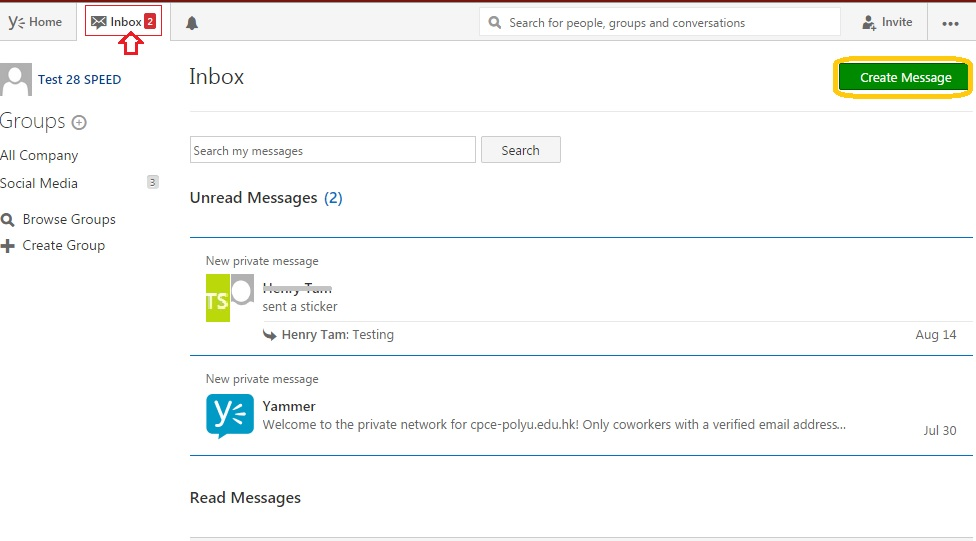 Home
Inbox 2
Search for people, groups and conversations
Invite
Test 28 SPEED
Groups
All Company
Social Media 3
Browse Groups
Create Group
Inbox
Create Message
Search my messages
Search
Unread Messages (2)
New private message
TS
Henry Tam
sent a sticker
Henry Tam: Testing
Aug 14
New private message
Yammer
Welcome to the private network for cpce-polyu.edu.hk! Only coworkers with a verified email address...
Jul 30
Read Messages